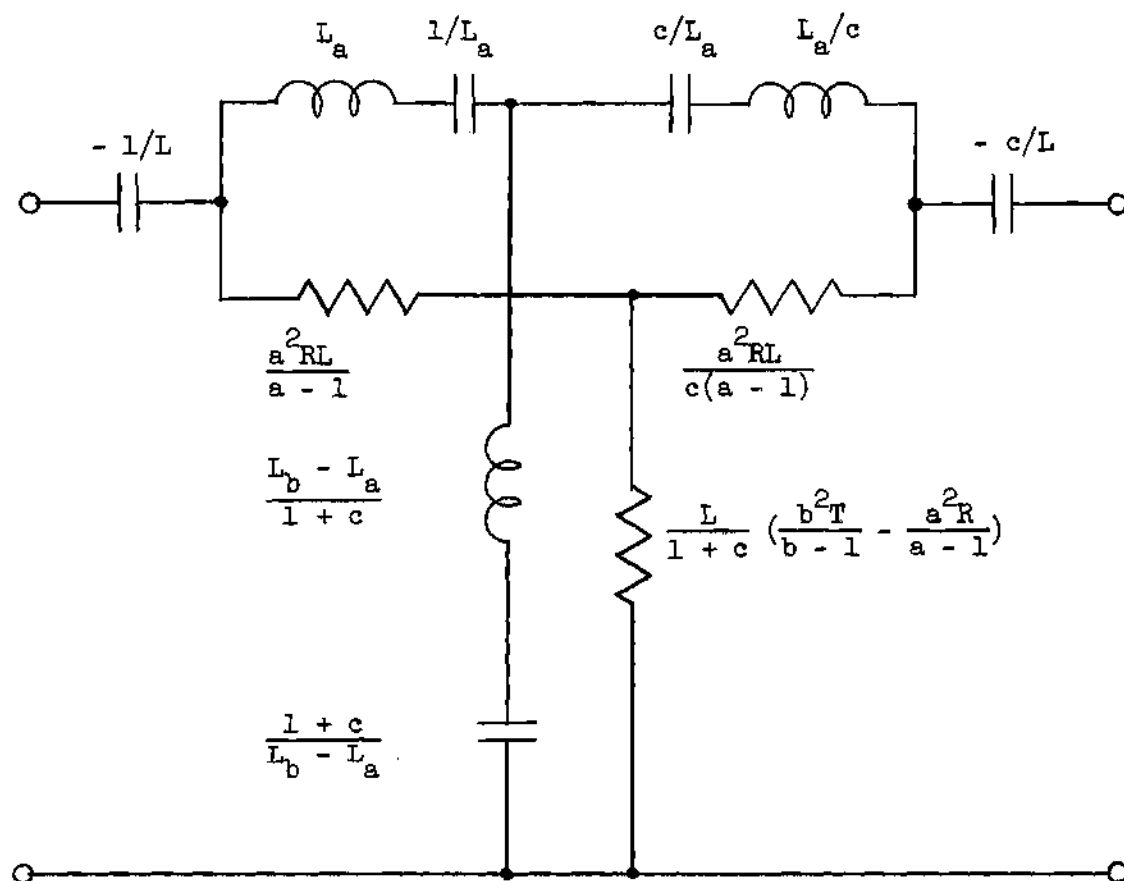 L_a
1/L_a
c/L_a
L_a/c
- 1/L
- c/L
a^2RL
a - 1
a^2RL
c(a - 1)
L_b - L_a
1 + c
L/(1 + c) (b^2T/(b - 1) - a^2R/(a - 1))
1 + c
L_b - L_a